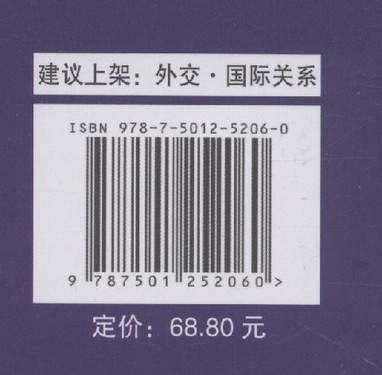 建议上架：外交·国际关系
ISBN 978-7-5012-5206-0
9 787501 252060 >
定价：68.80 元